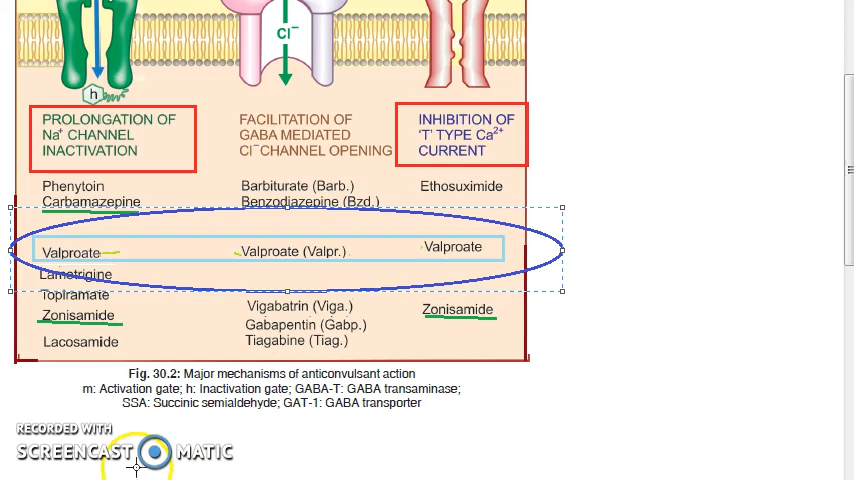 Cl⁻
h
PROLONGATION OF
Na⁺ CHANNEL
INACTIVATION
FACILITATION OF
GABA MEDIATED
Cl⁻CHANNEL OPENING
INHIBITION OF
‘T’ TYPE Ca²⁺
CURRENT
Phenytoin
Carbamazepine
Barbiturate (Barb.)
Benzodiazepine (Bzd.)
Ethosuximide
Valproate
Valproate (Valpr.)
Valproate
Lametrigine
Topiramate
Zonisamide
Lacosamide
Vigabatrin (Viga.)
Gabapentin (Gabp.)
Tiagabine (Tiag.)
Zonisamide
Fig. 30.2: Major mechanisms of anticonvulsant action
m: Activation gate; h: Inactivation gate; GABA-T: GABA transaminase;
SSA: Succinic semialdehyde; GAT-1: GABA transporter
RECORDED WITH
SCREENCAST MATIC